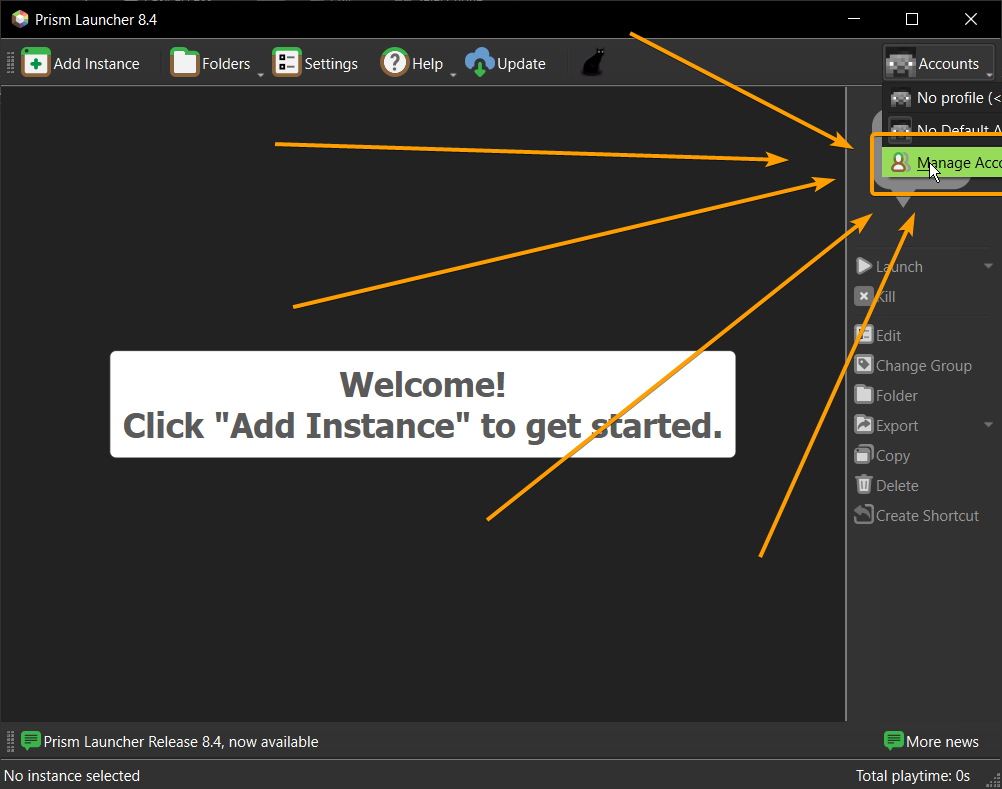 Prism Launcher 8.4
Add Instance
Folders
Settings
Help
Update
Accounts
No profile (<
No Default A
Manage Acco
Launch
Kill
Edit
Change Group
Folder
Export
Copy
Delete
Create Shortcut
Welcome!
Click "Add Instance" to get started.
Prism Launcher Release 8.4, now available
More news
No instance selected
Total playtime: 0s